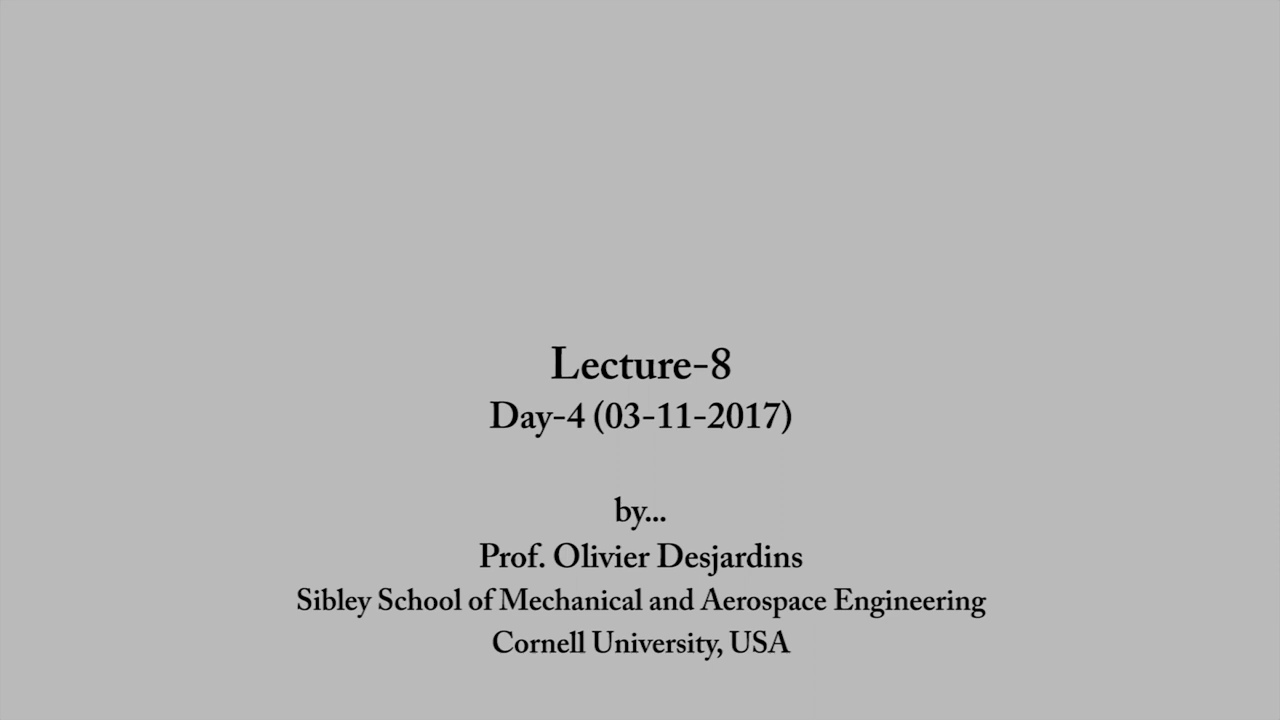 Lecture-8
Day-4 (03-11-2017)
by...
Prof. Olivier Desjardins
Sibley School of Mechanical and Aerospace Engineering
Cornell University, USA